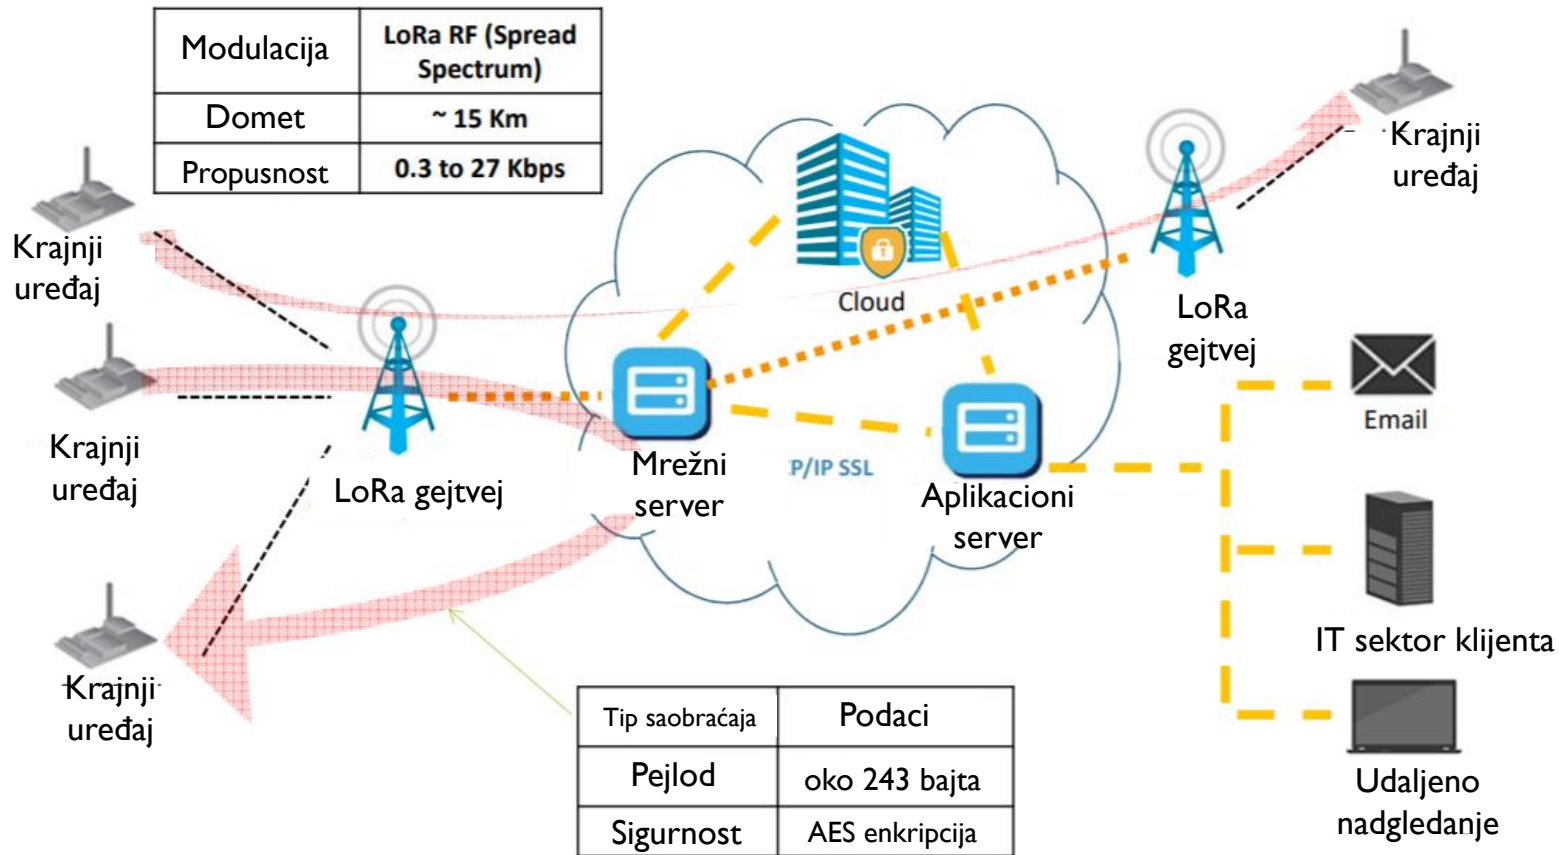 Modulacija
LoRa RF (Spread
Spectrum)
Domet
~ 15 Km
Propusnost
0.3 to 27 Kbps
Krajnji
uređaj
Krajnji
uređaj
Cloud
LoRa
gejtvej
Krajnji
uređaj
LoRa gejtvej
Mrežni
server
P/IP SSL
Aplikacioni
server
Email
IT sektor klijenta
Krajnji
uređaj
Tip saobraćaja
Podaci
Pejlod
oko 243 bajta
Sigurnost
AES enkripcija
Udaljeno
nadgledanje